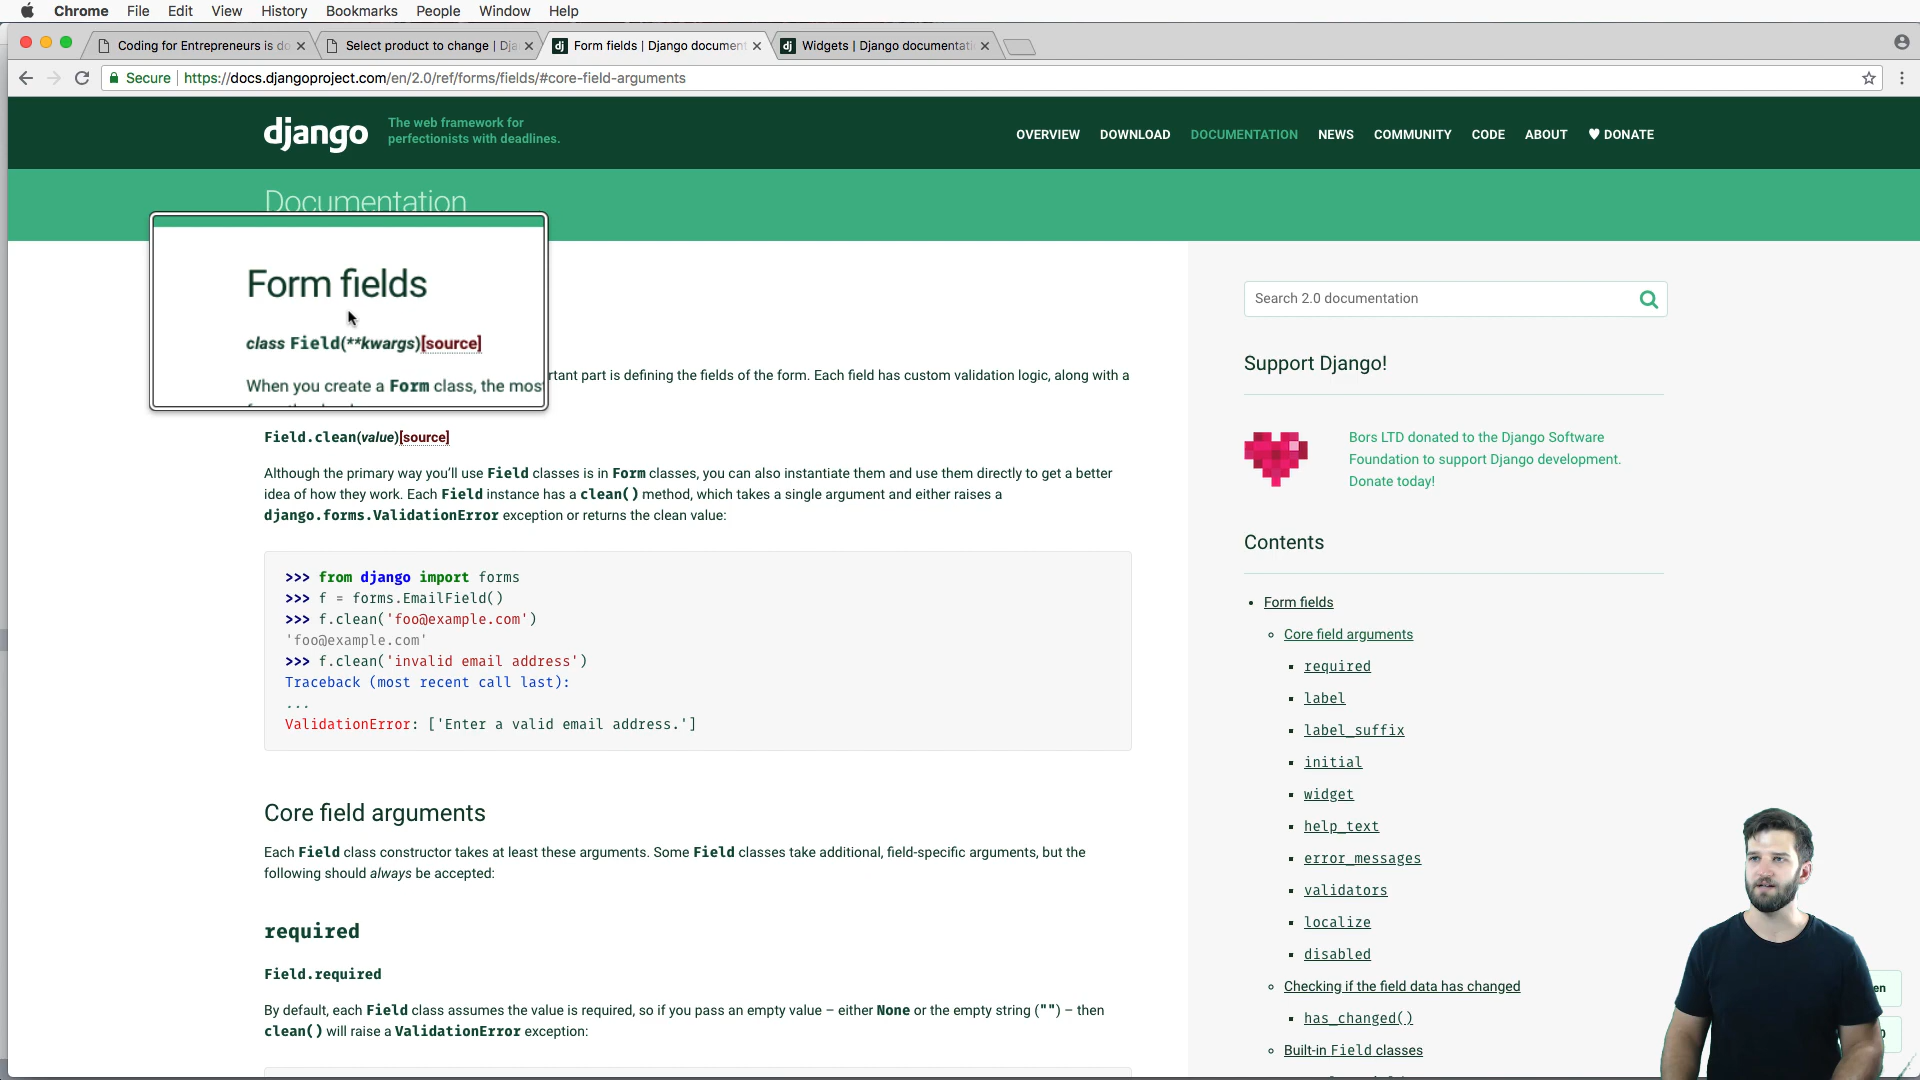 Chrome File Edit View History Bookmarks People Window Help
Coding for Entrepreneurs is do
Select product to change | Dja
Form fields | Django document
Widgets | Django documentati
Secure https://docs.djangoproject.com/en/2.0/ref/forms/fields/#core-field-arguments
django
The web framework for
perfectionists with deadlines.
OVERVIEW DOWNLOAD DOCUMENTATION NEWS COMMUNITY CODE ABOUT DONATE
Documentation
Form fields
class Field(**kwargs)[source]
When you create a Form class, the most
rtant part is defining the fields of the form. Each field has custom validation logic, along with a
Field.clean(value)[source]
Although the primary way you'll use Field classes is in Form classes, you can also instantiate them and use them directly to get a better
idea of how they work. Each Field instance has a clean() method, which takes a single argument and either raises a
django.forms.ValidationError exception or returns the clean value:
>>> from django import forms
>>> f = forms.EmailField()
>>> f.clean('foo@example.com')
'foo@example.com'
>>> f.clean('invalid email address')
Traceback (most recent call last):
...
ValidationError: ['Enter a valid email address.']
Core field arguments
Each Field class constructor takes at least these arguments. Some Field classes take additional, field-specific arguments, but the
following should always be accepted:
required
Field.required
By default, each Field class assumes the value is required, so if you pass an empty value – either None or the empty string ("") – then
clean() will raise a ValidationError exception:
Search 2.0 documentation
Support Django!
Bors LTD donated to the Django Software
Foundation to support Django development.
Donate today!
Contents
Form fields
Core field arguments
required
label
label_suffix
initial
widget
help_text
error_messages
validators
localize
disabled
Checking if the field data has changed
has_changed()
Built-in Field classes
en